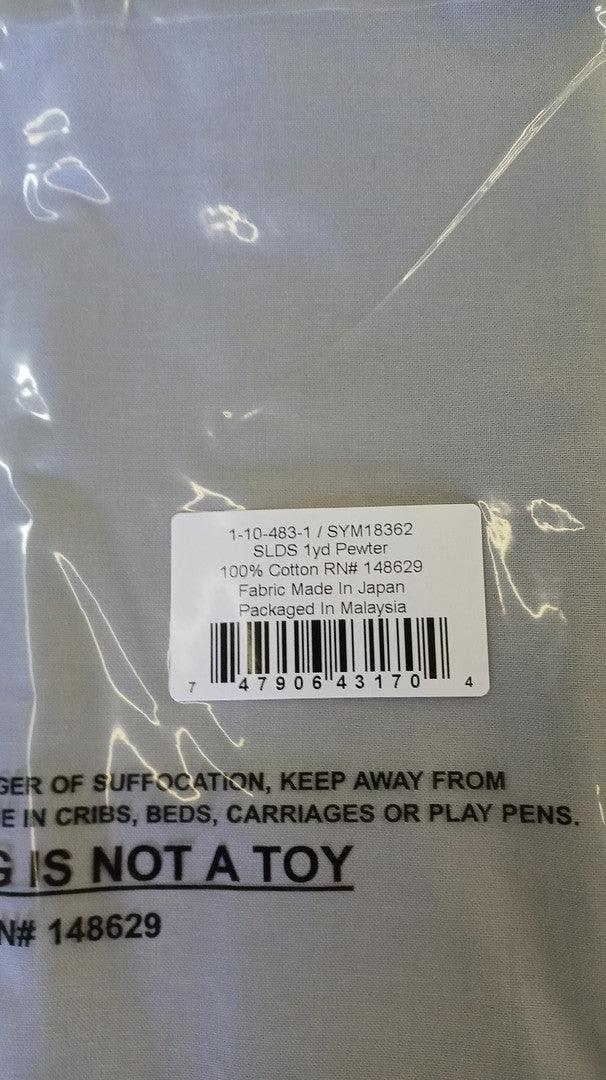 1-10-483-1 / SYM18362
SLDS 1yd Pewter
100% Cotton RN# 148629
Fabric Made In Japan
Packaged In Malaysia
7 47906 43170 4
OF SUFFOCATION, KEEP AWAY FROM
IN CRIBS, BEDS, CARRIAGES OR PLAY PENS.
IS NOT A TOY
N# 148629